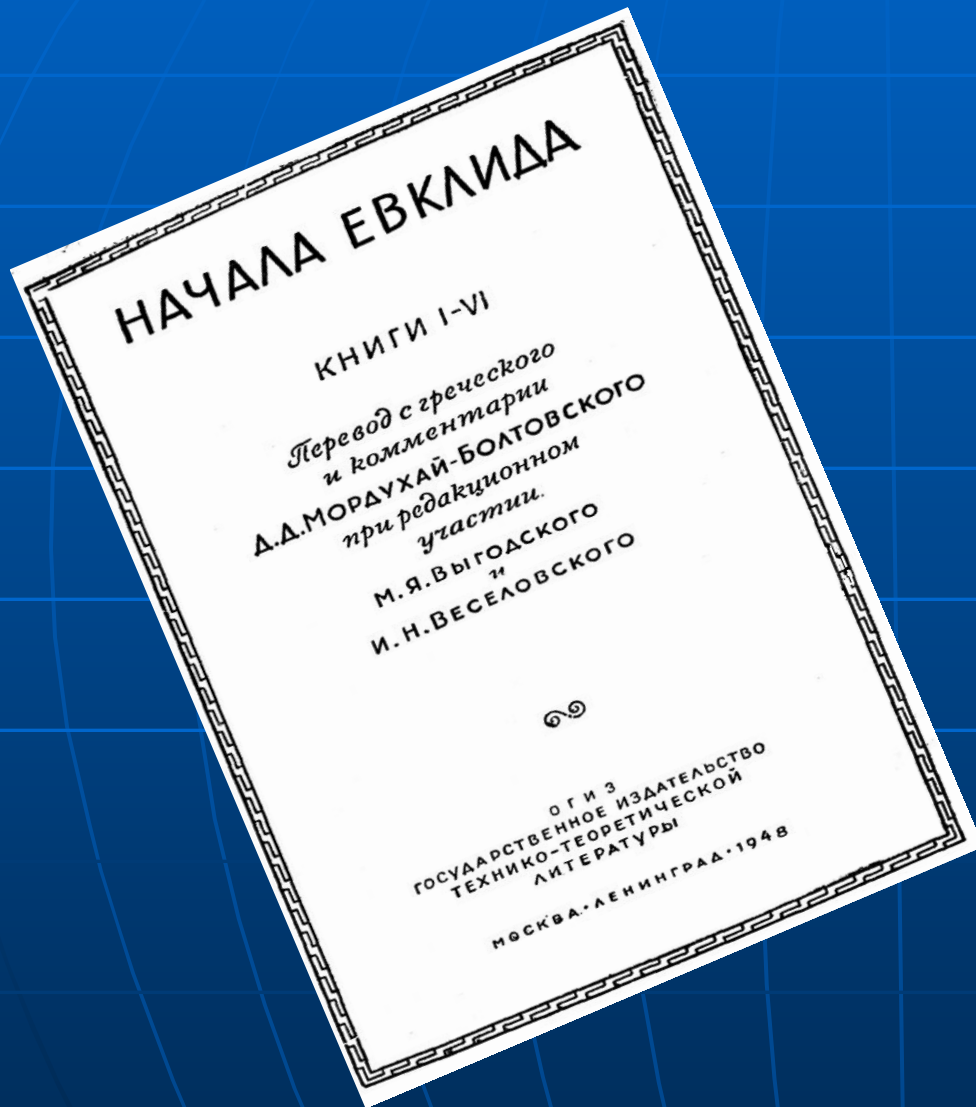 НАЧАЛА ЕВКЛИДА
КНИГИ I-VI
Перевод с греческого
и комментарии
Д.Д.МОРДУХАЙ-БОЛТОВСКОГО
при редакционном
участии.
М.Я.ВЫГОДСКОГО
и
И.Н.ВЕСЕЛОВСКОГО
ОГИЗ
ГОСУДАРСТВЕННОЕ ИЗДАТЕЛЬСТВО
ТЕХНИКО-ТЕОРЕТИЧЕСКОЙ
ЛИТЕРАТУРЫ
МОСКВА·ЛЕНИНГРАД·1948